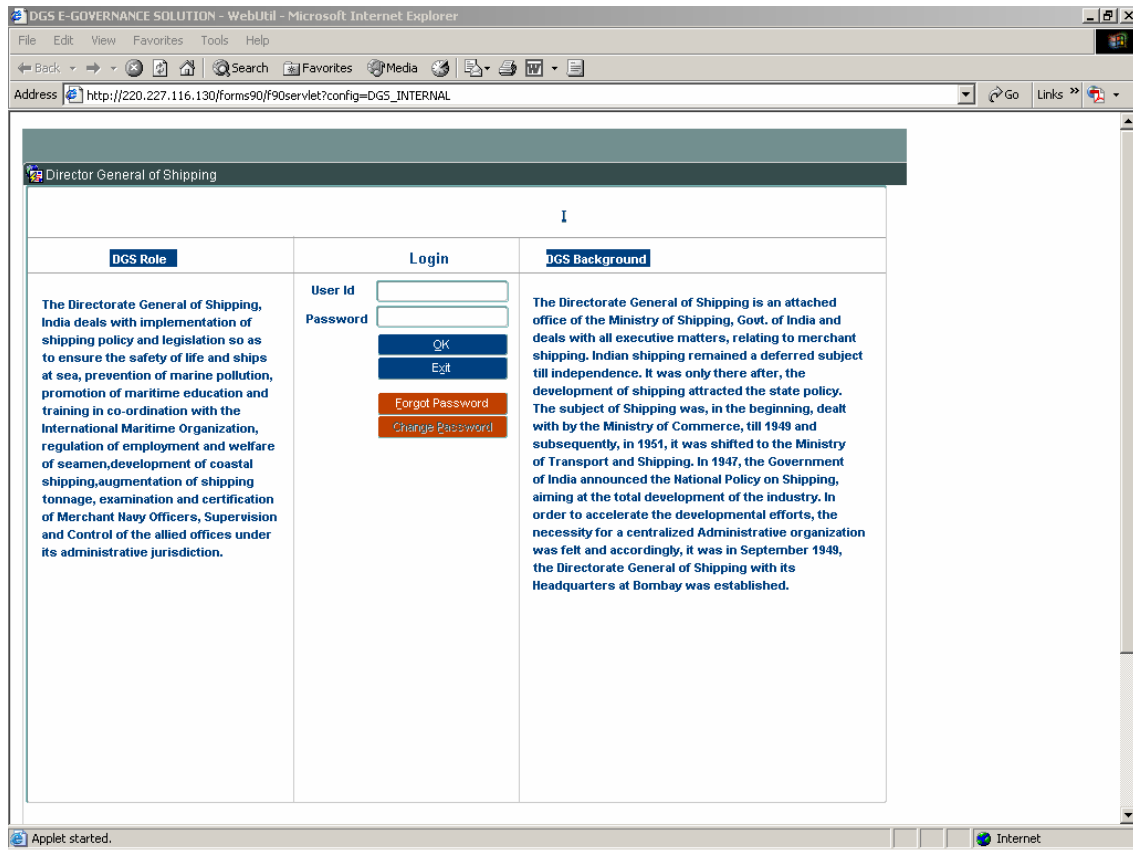 DGS E-GOVERNANCE SOLUTION - WebUtil - Microsoft Internet Explorer
File Edit View Favorites Tools Help
Back Search Favorites Media
Address http://220.227.116.130/forms90/f90servlet?config=DGS_INTERNAL Go Links »
Director General of Shipping
DGS Role
The Directorate General of Shipping,
India deals with implementation of
shipping policy and legislation so as
to ensure the safety of life and ships
at sea, prevention of marine pollution,
promotion of maritime education and
training in co-ordination with the
International Maritime Organization,
regulation of employment and welfare
of seamen,development of coastal
shipping,augmentation of shipping
tonnage, examination and certification
of Merchant Navy Officers, Supervision
and Control of the allied offices under
its administrative jurisdiction.
Login
User Id
Password
OK
Exit
Forgot Password
Change Password
DGS Background
The Directorate General of Shipping is an attached
office of the Ministry of Shipping, Govt. of India and
deals with all executive matters, relating to merchant
shipping. Indian shipping remained a deferred subject
till independence. It was only there after, the
development of shipping attracted the state policy.
The subject of Shipping was, in the beginning, dealt
with by the Ministry of Commerce, till 1949 and
subsequently, in 1951, it was shifted to the Ministry
of Transport and Shipping. In 1947, the Government
of India announced the National Policy on Shipping,
aiming at the total development of the industry. In
order to accelerate the developmental efforts, the
necessity for a centralized Administrative organization
was felt and accordingly, it was in September 1949,
the Directorate General of Shipping with its
Headquarters at Bombay was established.
Applet started.
Internet